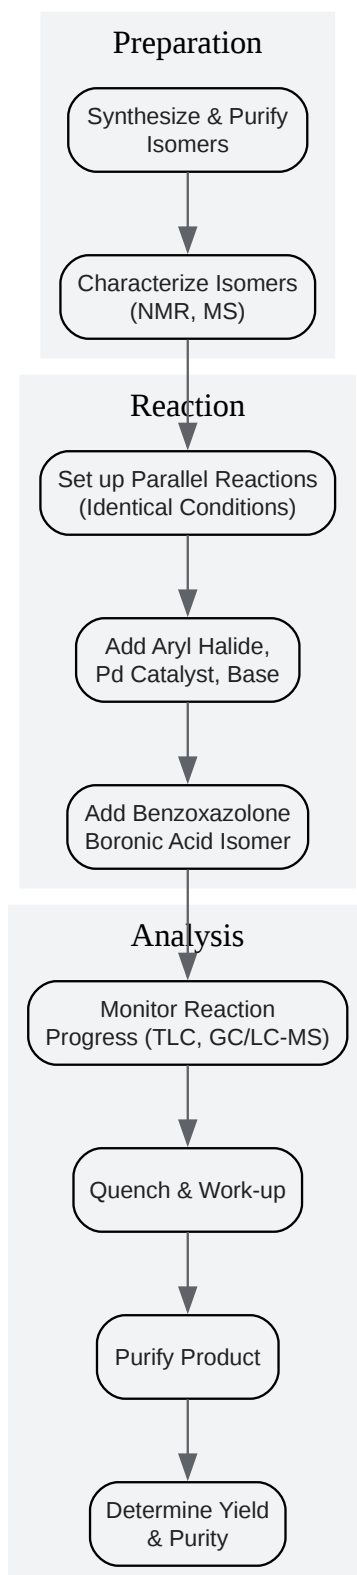 Preparation
Synthesize & Purify
Isomers
Characterize Isomers
(NMR, MS)
Reaction
Set up Parallel Reactions
(Identical Conditions)
Add Aryl Halide,
Pd Catalyst, Base
Add Benzoxazolone
Boronic Acid Isomer
Analysis
Monitor Reaction
Progress (TLC, GC/LC-MS)
Quench & Work-up
Purify Product
Determine Yield
& Purity